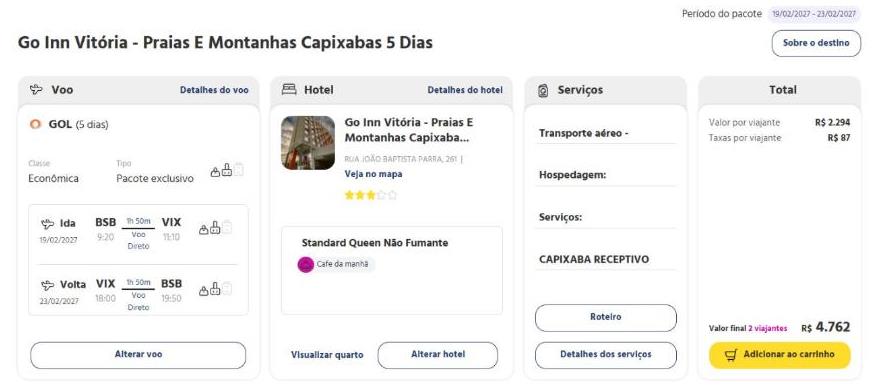 Período do pacote 19/02/2027 - 23/02/2027
Go Inn Vitória - Praias E Montanhas Capixabas 5 Dias
Sobre o destino
Voo
Detalhes do voo
GOL (5 dias)
Classe
Econômica
Tipo
Pacote exclusivo
Ida
19/02/2027
BSB
9:20
1h 50m
Voo
Direto
VIX
11:10
Volta
23/02/2027
VIX
18:00
1h 50m
Voo
Direto
BSB
19:50
Alterar voo
Hotel
Detalhes do hotel
Go Inn Vitória - Praias E
Montanhas Capixaba...
RUA JOÃO BAPTISTA PARRA, 261 |
Veja no mapa
Standard Queen Não Fumante
Cafe da manhã
Visualizar quarto
Alterar hotel
Serviços
Transporte aéreo -
Hospedagem:
Serviços:
CAPIXABA RECEPTIVO
Roteiro
Detalhes dos serviços
Total
Valor por viajante R$ 2.294
Taxas por viajante R$ 87
Valor final 2 viajantes R$ 4.762
Adicionar ao carrinho